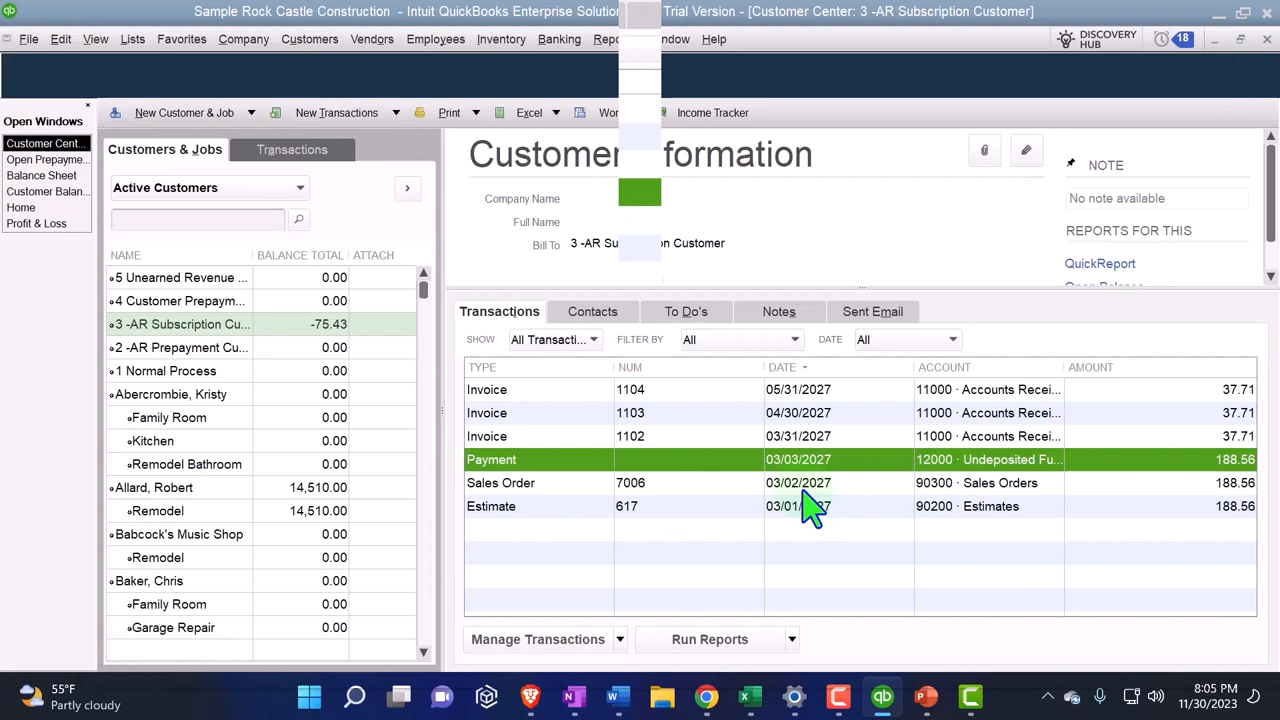 Sample Rock Castle Construction - Intuit QuickBooks Enterprise Solution Trial Version - [Customer Center: 3 -AR Subscription Customer]
File Edit View Lists Favorites Company Customers Vendors Employees Inventory Banking Repo ndow Help
DISCOVERY
HUB
18
Open Windows
Customer Cent...
Open Prepayme...
Balance Sheet
Customer Balan...
Home
Profit & Loss
New Customer & Job New Transactions Print Excel Wor Income Tracker
Customers & Jobs Transactions
Active Customers
NAME BALANCE TOTAL ATTACH
5 Unearned Revenue ... 0.00
4 Customer Prepaym... 0.00
3 -AR Subscription Cu... -75.43
2 -AR Prepayment Cu... 0.00
1 Normal Process 0.00
Abercrombie, Kristy 0.00
Family Room 0.00
Kitchen 0.00
Remodel Bathroom 0.00
Allard, Robert 14,510.00
Remodel 14,510.00
Babcock's Music Shop 0.00
Remodel 0.00
Baker, Chris 0.00
Family Room 0.00
Garage Repair 0.00
Customer formation
Company Name
Full Name
Bill To 3 -AR Su on Customer
NOTE
No note available
REPORTS FOR THIS
QuickReport
Transactions Contacts To Do's Notes Sent Email
SHOW All Transacti... FILTER BY All DATE All
TYPE NUM DATE ACCOUNT AMOUNT
Invoice 1104 05/31/2027 11000 · Accounts Recei... 37.71
Invoice 1103 04/30/2027 11000 · Accounts Recei... 37.71
Invoice 1102 03/31/2027 11000 · Accounts Recei... 37.71
Payment 03/03/2027 12000 · Undeposited Fu... 188.56
Sales Order 7006 03/02/2027 90300 · Sales Orders 188.56
Estimate 617 03/01/2027 90200 · Estimates 188.56
Manage Transactions Run Reports
55°F
Partly cloudy
8:05 PM
11/30/2023